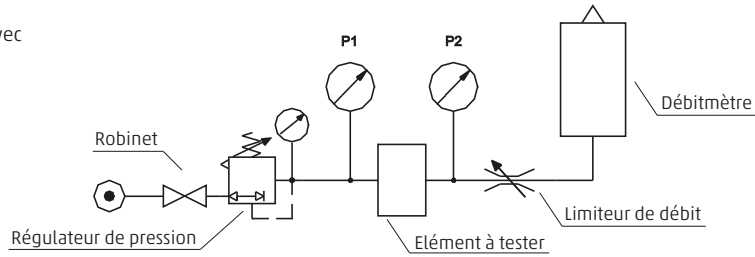 vec
P1
P2
Débitmètre
Robinet
Limiteur de débit
Régulateur de pression
Elément à tester